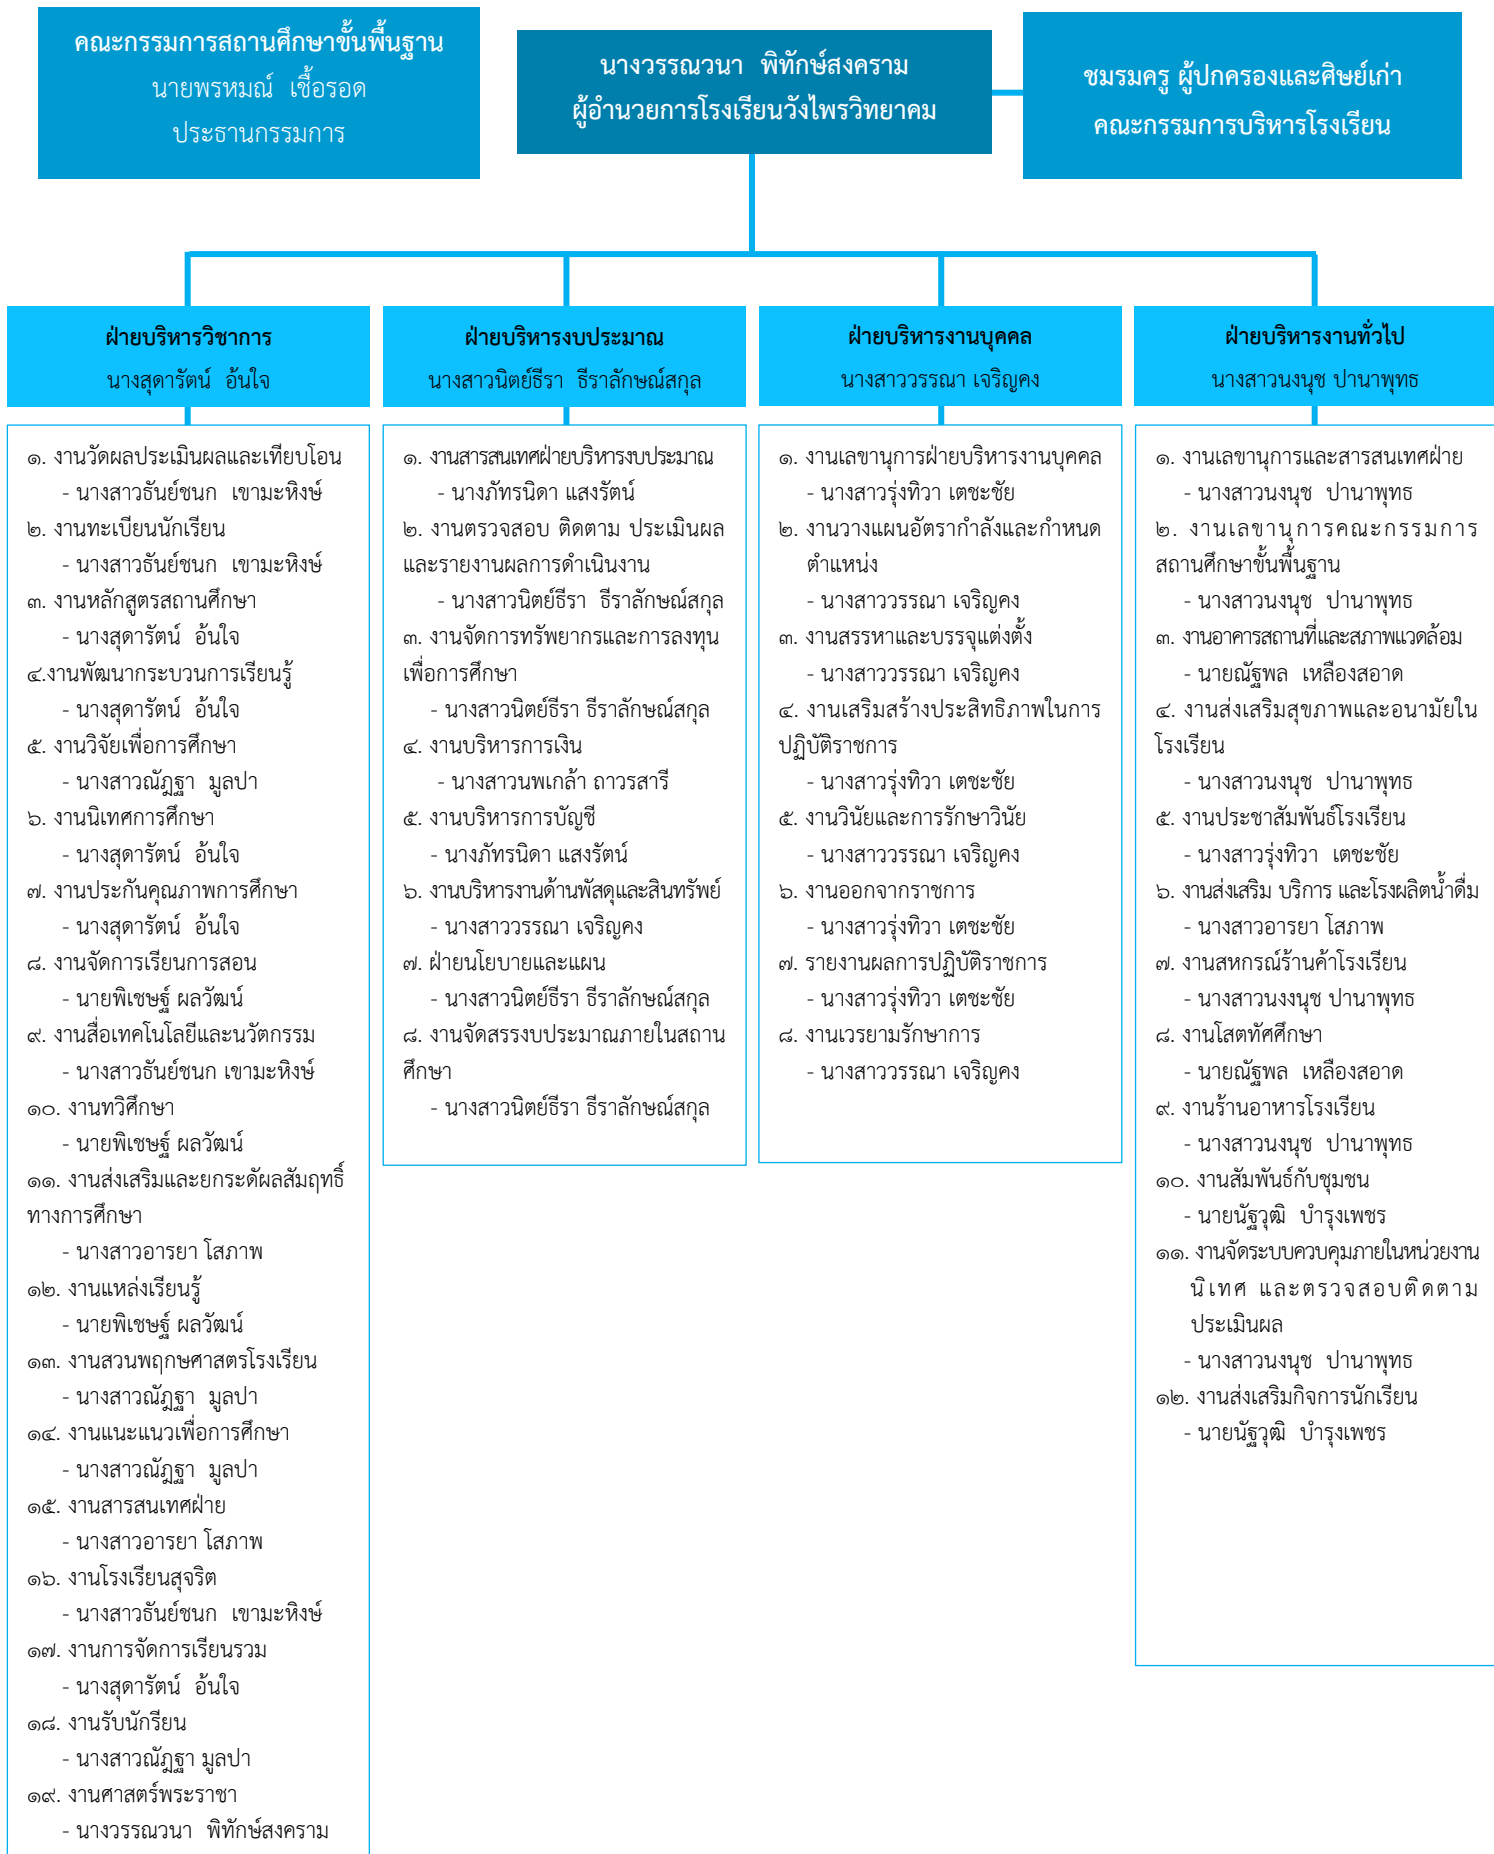 คณะกรรมการสถานศึกษาขั้นพื้นฐาน
นายพรหมณ์ เชื้อรอด
ประธานกรรมการ
นางวรรณวนา พิทักษ์สงคราม
ผู้อำนวยการโรงเรียนวังไพรวิทยาคม
ชมรมครู ผู้ปกครองและศิษย์เก่า
คณะกรรมการบริหารโรงเรียน
ฝ่ายบริหารวิชาการ
นางสุดารัตน์ อ้นใจ
๑. งานวัดผลประเมินผลและเทียบโอน
- นางสาวธันย์ชนก เขามะหิงษ์
๒. งานทะเบียนนักเรียน
- นางสาวธันย์ชนก เขามะหิงษ์
๓. งานหลักสูตรสถานศึกษา
- นางสุดารัตน์ อ้นใจ
๔.งานพัฒนากระบวนการเรียนรู้
- นางสุดารัตน์ อ้นใจ
๕. งานวิจัยเพื่อการศึกษา
- นางสาวณัฎฐา มูลปา
๖. งานนิเทศการศึกษา
- นางสุดารัตน์ อ้นใจ
๗. งานประกันคุณภาพการศึกษา
- นางสุดารัตน์ อ้นใจ
๘. งานจัดการเรียนการสอน
- นายพิเชษฐ์ ผลวัฒน์
๙. งานสื่อเทคโนโลยีและนวัตกรรม
- นางสาวธันย์ชนก เขามะหิงษ์
๑๐. งานทวิศึกษา
- นายพิเชษฐ์ ผลวัฒน์
๑๑. งานส่งเสริมและยกระดัผลสัมฤทธิ์
ทางการศึกษา
- นางสาวอารยา โสภาพ
๑๒. งานแหล่งเรียนรู้
- นายพิเชษฐ์ ผลวัฒน์
๑๓. งานสวนพฤกษศาสตรโรงเรียน
- นางสาวณัฎฐา มูลปา
๑๔. งานแนะแนวเพื่อการศึกษา
- นางสาวณัฎฐา มูลปา
๑๕. งานสารสนเทศฝ่าย
- นางสาวอารยา โสภาพ
๑๖. งานโรงเรียนสุจริต
- นางสาวธันย์ชนก เขามะหิงษ์
๑๗. งานการจัดการเรียนรวม
- นางสุดารัตน์ อ้นใจ
๑๘. งานรับนักรียน
- นางสาวณัฎฐา มูลปา
๑๙. งานศาสตร์พระราชา
- นางวรรณวนา พิทักษ์สงคราม
ฝ่ายบริหารงบประมาณ
นางสาวนิตย์ธีรา ธีราลักษณ์สกุล
๑. งานสารสนเทศฝ่ายบริหารงบประมาณ
- นางภัทรนิดา แสงรัตน์
๒. งานตรวจสอบ ติดตาม ประเมินผล
และรายงานผลการดำเนินงาน
- นางสาวนิตย์ธีรา ธีราลักษณ์สกุล
๓. งานจัดการทรัพยากรและการลงทุน
เพื่อการศึกษา
- นางสาวนิตย์ธีรา ธีราลักษณ์สกุล
๔. งานบริหารการเงิน
- นางสาวนพเกล้า ถาวรสารี
๕. งานบริหารการบัญชี
- นางภัทรนิดา แสงรัตน์
๖. งานบริหารงานด้านพัสดุและสินทรัพย์
- นางสาววรรณา เจริญคง
๗. ฝ่ายนโยบายและแผน
- นางสาวนิตย์ธีรา ธีราลักษณ์สกุล
๘. งานจัดสรรงบประมาณภายในสถาน
ศึกษา
- นางสาวนิตย์ธีรา ธีราลักษณ์สกุล
ฝ่ายบริหารงานบุคคล
นางสาววรรณา เจริญคง
๑. งานเลขานุการฝ่ายบริหารงานบุคคล
- นางสาวรุ่งทิวา เตชะชัย
๒. งานวางแผนอัตรากำลังและกำหนด
ตำแหน่ง
- นางสาววรรณา เจริญคง
๓. งานสรรหาและบรรจุแต่งตั้ง
- นางสาววรรณา เจริญคง
๔. งานเสริมสร้างประสิทธิภาพในการ
ปฏิบัติราชการ
- นางสาวรุ่งทิวา เตชะชัย
๕. งานวินัยและการรักษาวินัย
- นางสาววรรณา เจริญคง
๖. งานออกจากราชการ
- นางสาวรุ่งทิวา เตชะชัย
๗. รายงานผลการปฏิบัติราชการ
- นางสาวรุ่งทิวา เตชะชัย
๘. งานเวรยามรักษาการ
- นางสาววรรณา เจริญคง
ฝ่ายบริหารงานทั่วไป
นางสาวนงนุช ปานาพุทธ
๑. งานเลขานุการและสารสนเทศฝ่าย
- นางสาวนงนุช ปานาพุทธ
๒. งานเลขานุการคณะกรรมการ
สถานศึกษาขั้นพื้นฐาน
- นางสาวนงนุช ปานาพุทธ
๓. งานอาคารสถานที่และสภาพแวดล้อม
- นายณัฐพล เหลืองสอาด
๔. งานส่งเสริมสุขภาพและอนามัยใน
โรงเรียน
- นางสาวนงนุช ปานาพุทธ
๕. งานประชาสัมพันธ์โรงเรียน
- นางสาวรุ่งทิวา เตชะชัย
๖. งานส่งเสริม บริการ และโรงผลิตน้ำดื่ม
- นางสาวอารยา โสภาพ
๗. งานสหกรณ์ร้านค้าโรงเรียน
- นางสาวนงงนุช ปานาพุทธ
๘. งานโสตทัศศึกษา
- นายณัฐพล เหลืองสอาด
๙. งานร้านอาหารโรงเรียน
- นางสาวนงนุช ปานาพุทธ
๑๐. งานสัมพันธ์กับชุมชน
- นายนัฐวุฒิ บำรุงเพชร
๑๑. งานจัดระบบควบคุมภายในหน่วยงาน
นิเทศ และตรวจสอบติดตาม
ประเมินผล
- นางสาวนงนุช ปานาพุทธ
๑๒. งานส่งเสริมกิจการนักเรียน
- นายนัฐวุฒิ บำรุงเพชร